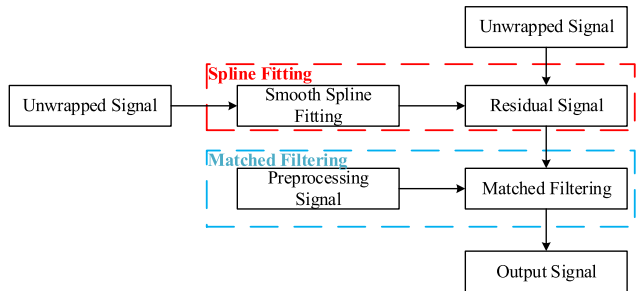 Unwrapped Signal
Spline Fitting
Unwrapped Signal
Smooth Spline
Fitting
Residual Signal
Matched Filtering
Preprocessing
Signal
Matched Filtering
Output Signal